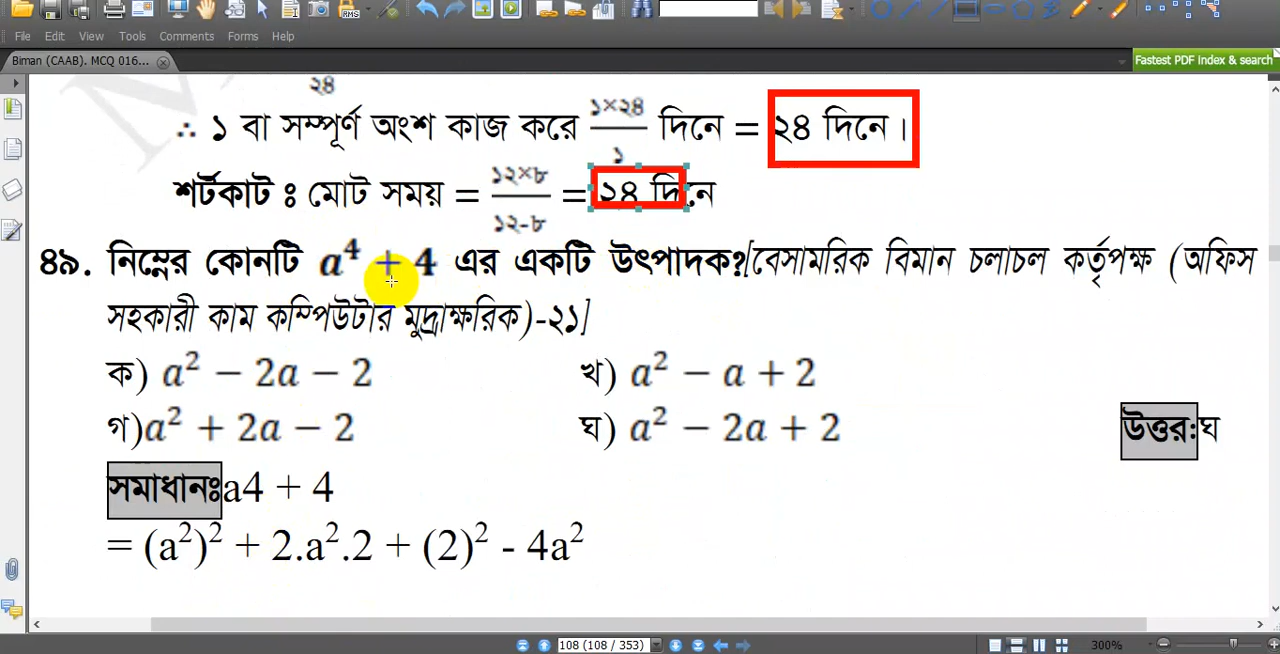 RMS
File Edit View Tools Comments Forms Help
Biman (CAAB). MCQ 016... Fastest PDF Index & search
২৪
∴ ১ বা সম্পূর্ণ অংশ কাজ করে ১×২৪/১ দিনে = ২৪ দিনে।
শর্টকাট ঃ মোট সময় = ১২×৮/১২-৮ = ২৪ দিনে
৪৯. নিম্নের কোনটি a⁴ + 4 এর একটি উৎপাদক?[বেসামরিক বিমান চলাচল কর্তৃপক্ষ (অফিস
সহকারী কাম কম্পিউটার মুদ্রাক্ষরিক)-২১]
ক) a² − 2a − 2 খ) a² − a + 2
গ)a² + 2a − 2 ঘ) a² − 2a + 2 উত্তর:ঘ
সমাধানঃa4 + 4
= (a²)² + 2.a².2 + (2)² - 4a²
108 (108 / 353) 300%